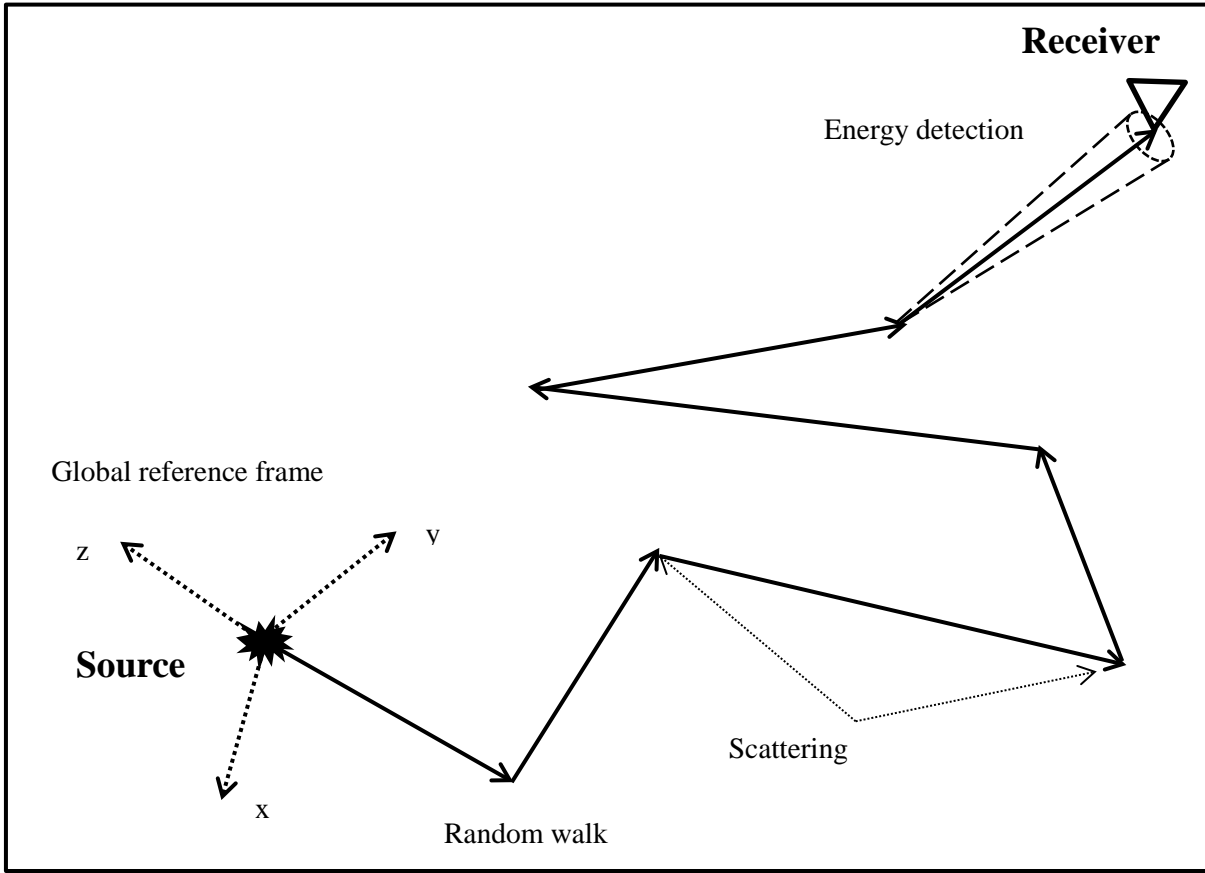 Receiver
Energy detection
Global reference frame
z
y
Source
x
Scattering
Random walk